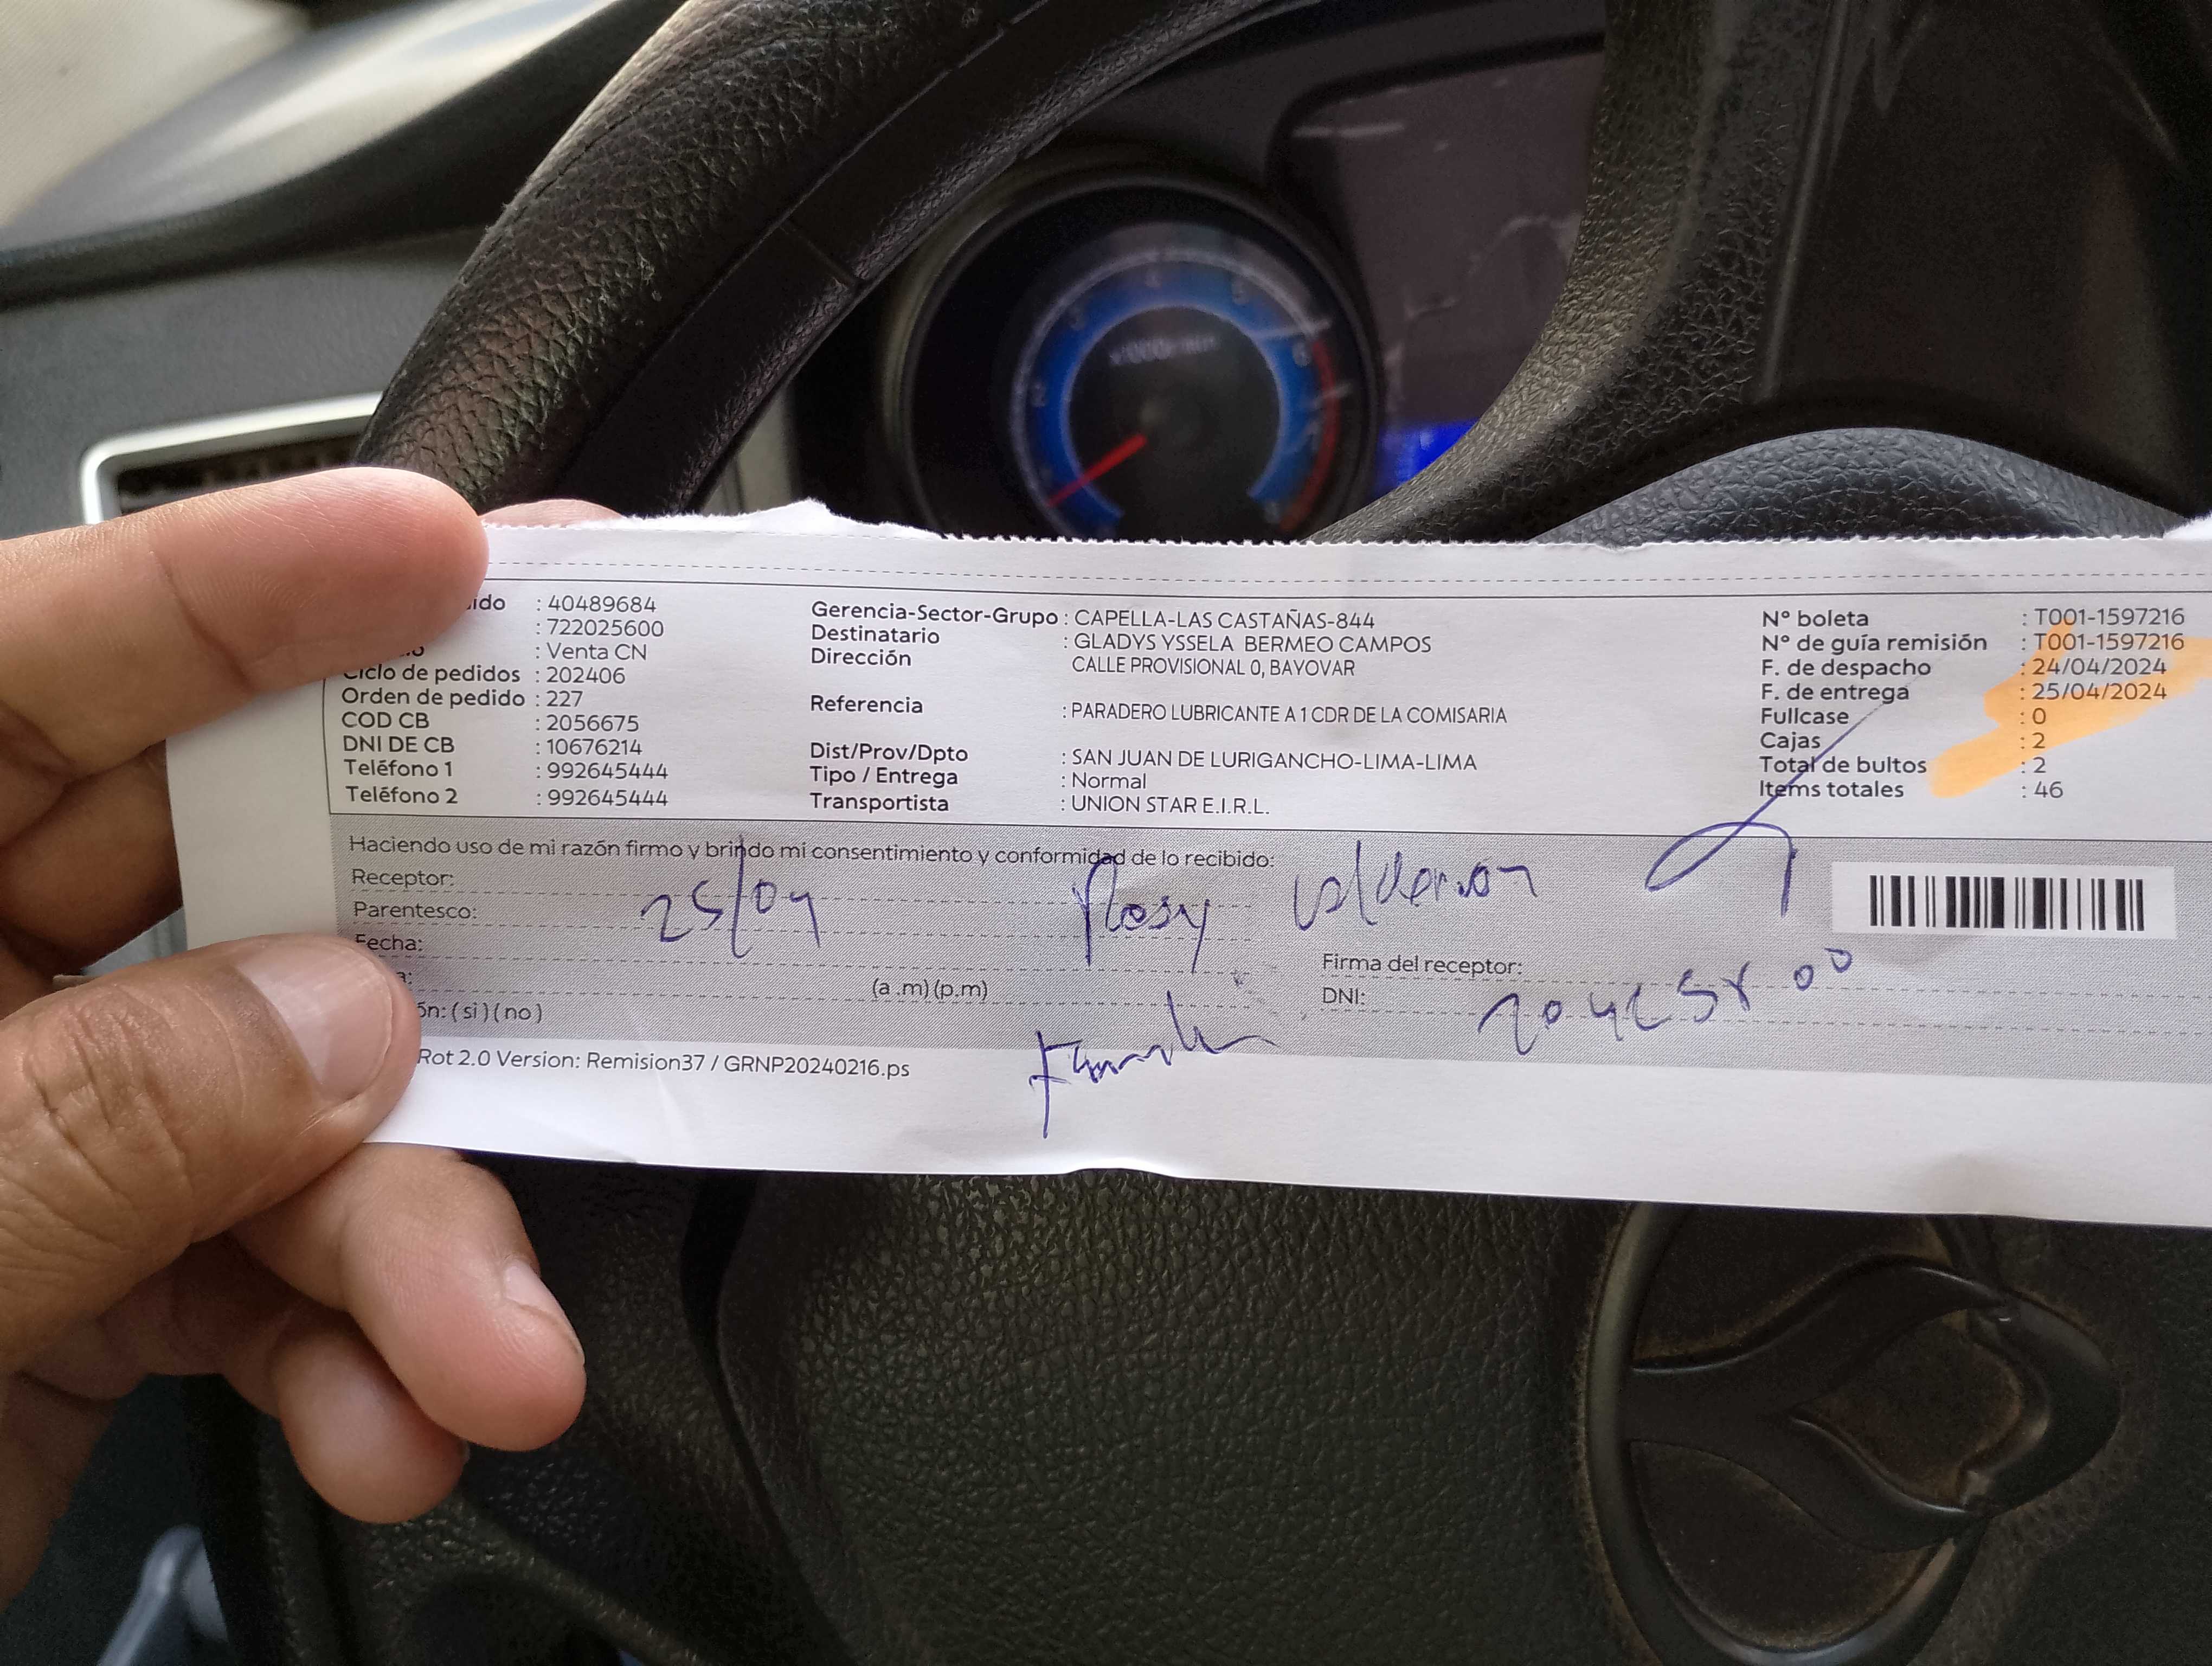 ido : 40489684
: 722025600
o : Venta CN
Ciclo de pedidos : 202406
Orden de pedido : 227
COD CB : 2056675
DNI DE CB : 10676214
Teléfono 1 : 992645444
Teléfono 2 : 992645444
Gerencia-Sector-Grupo : CAPELLA-LAS CASTAÑAS-844
Destinatario : GLADYS YSSELA BERMEO CAMPOS
Dirección CALLE PROVISIONAL 0, BAYOVAR
Referencia : PARADERO LUBRICANTE A 1 CDR DE LA COMISARIA
Dist/Prov/Dpto : SAN JUAN DE LURIGANCHO-LIMA-LIMA
Tipo / Entrega : Normal
Transportista : UNION STAR E.I.R.L.
N° boleta : T001-1597216
N° de guía remisión : T001-1597216
F. de despacho : 24/04/2024
F. de entrega : 25/04/2024
Fullcase : 0
Cajas : 2
Total de bultos : 2
Items totales : 46
Haciendo uso de mi razón firmo y brindo mi consentimiento y conformidad de lo recibido:
Receptor:
Parentesco: 25/04 Rosy Calderon
Fecha:
a: (a .m) (p.m)
ón: ( si ) ( no )
Firma del receptor:
DNI:
Rot 2.0 Version: Remision37 / GRNP20240216.ps